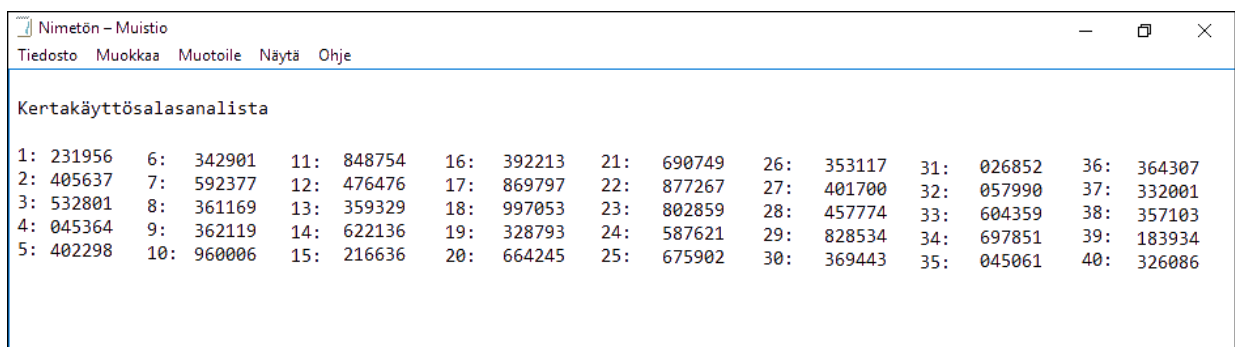 Nimetön – Muistio
Tiedosto Muokkaa Muotoile Näytä Ohje
Kertakäyttösalasanalista
1: 231956 6: 342901 11: 848754 16: 392213 21: 690749 26: 353117 31: 026852 36: 364307
2: 405637 7: 592377 12: 476476 17: 869797 22: 877267 27: 401700 32: 057990 37: 332001
3: 532801 8: 361169 13: 359329 18: 997053 23: 802859 28: 457774 33: 604359 38: 357103
4: 045364 9: 362119 14: 622136 19: 328793 24: 587621 29: 828534 34: 697851 39: 183934
5: 402298 10: 960006 15: 216636 20: 664245 25: 675902 30: 369443 35: 045061 40: 326086